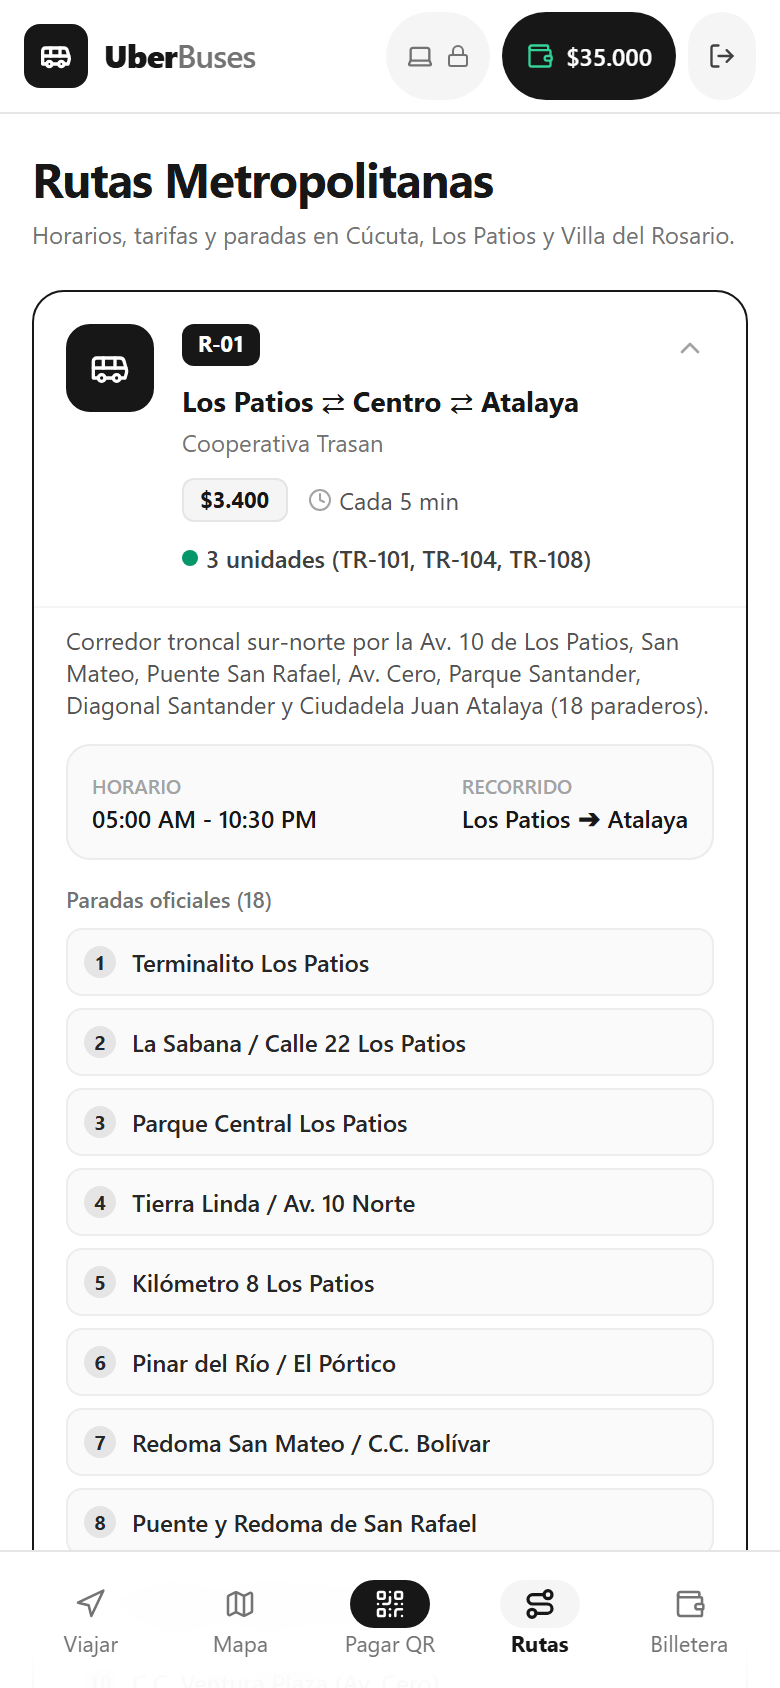 UberBuses
$35.000
Rutas Metropolitanas
Horarios, tarifas y paradas en Cúcuta, Los Patios y Villa del Rosario.
R-01
Los Patios ⇄ Centro ⇄ Atalaya
Cooperativa Trasan
$3.400
Cada 5 min
3 unidades (TR-101, TR-104, TR-108)
Corredor troncal sur-norte por la Av. 10 de Los Patios, San
Mateo, Puente San Rafael, Av. Cero, Parque Santander,
Diagonal Santander y Ciudadela Juan Atalaya (18 paraderos).
HORARIO
05:00 AM - 10:30 PM
RECORRIDO
Los Patios ➔ Atalaya
Paradas oficiales (18)
1 Terminalito Los Patios
2 La Sabana / Calle 22 Los Patios
3 Parque Central Los Patios
4 Tierra Linda / Av. 10 Norte
5 Kilómetro 8 Los Patios
6 Pinar del Río / El Pórtico
7 Redoma San Mateo / C.C. Bolívar
8 Puente y Redoma de San Rafael
Viajar
Mapa
Pagar QR
Rutas
Billetera
10 C.C. Ventura Plaza (Av. Cero)